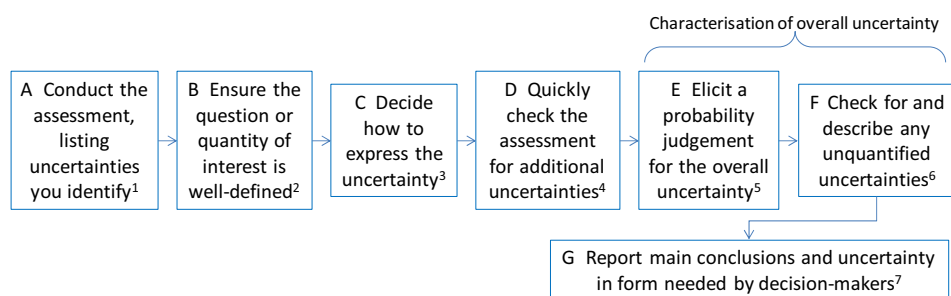 Characterisation of overall uncertainty
A Conduct the
assessment,
listing
uncertainties
you identify¹
B Ensure the
question or
quantity of
interest is
well-defined²
C Decide
how to
express the
uncertainty³
D Quickly
check the
assessment
for additional
uncertainties⁴
E Elicit a
probability
judgement
for the overall
uncertainty⁵
F Check for and
describe any
unquantified
uncertainties⁶
G Report main conclusions and uncertainty
in form needed by decision-makers⁷